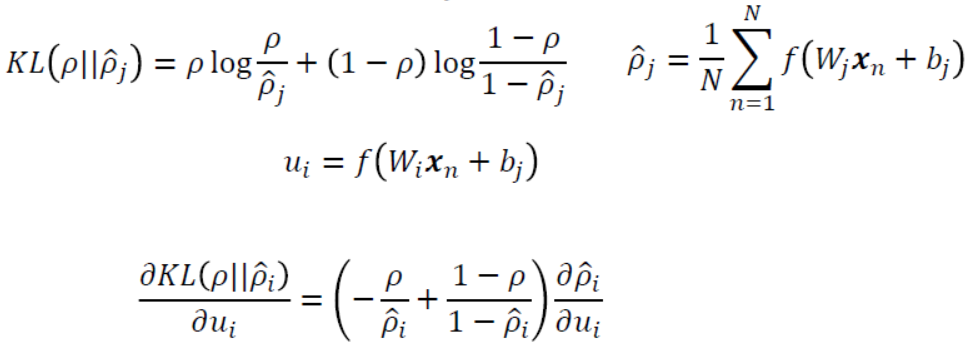 KL(ρ||ρ̂_j) = ρ log ρ/ρ̂_j + (1 − ρ) log (1 − ρ)/(1 − ρ̂_j)    ρ̂_j = 1/N ∑_{n=1}^{N} f(W_j 𝒙_n + b_j)
u_i = f(W_i 𝒙_n + b_j)
∂KL(ρ||ρ̂_i)/∂u_i = (−ρ/ρ̂_i + (1 − ρ)/(1 − ρ̂_i)) ∂ρ̂_i/∂u_i